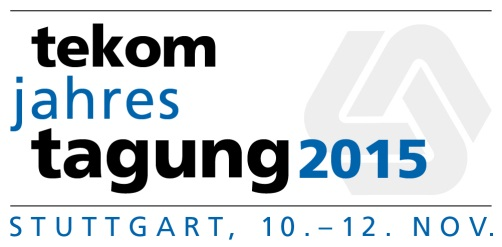 tekom
jahres
tagung 2015
STUTTGART, 10.–12. NOV.